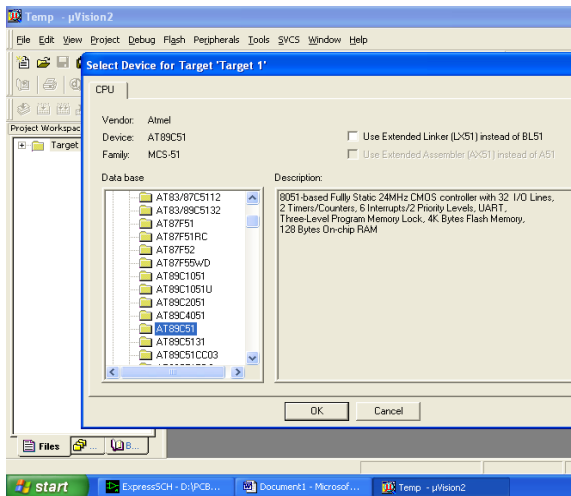 Temp - µVision2
File Edit View Project Debug Flash Peripherals Tools SVCS Window Help
Select Device for Target 'Target 1'
CPU
Vendor: Atmel
Device: AT89C51
Family: MCS-51
Use Extended Linker (LX51) instead of BL51
Use Extended Assembler (AX51) instead of A51
Project Workspac
Target
Data base
AT83/87C5112
AT83/89C5132
AT87F51
AT87F51RC
AT87F52
AT87F55WD
AT89C1051
AT89C1051U
AT89C2051
AT89C4051
AT89C51
AT89C5131
AT89C51CC03
Description:
8051-based Fullly Static 24MHz CMOS controller with 32 I/O Lines,
2 Timers/Counters, 6 Interrupts/2 Priority Levels, UART,
Three-Level Program Memory Lock, 4K Bytes Flash Memory,
128 Bytes On-chip RAM
OK Cancel
Files ... B...
start ExpressSCH - D:\PCB... Document1 - Microsof... Temp - µVision2